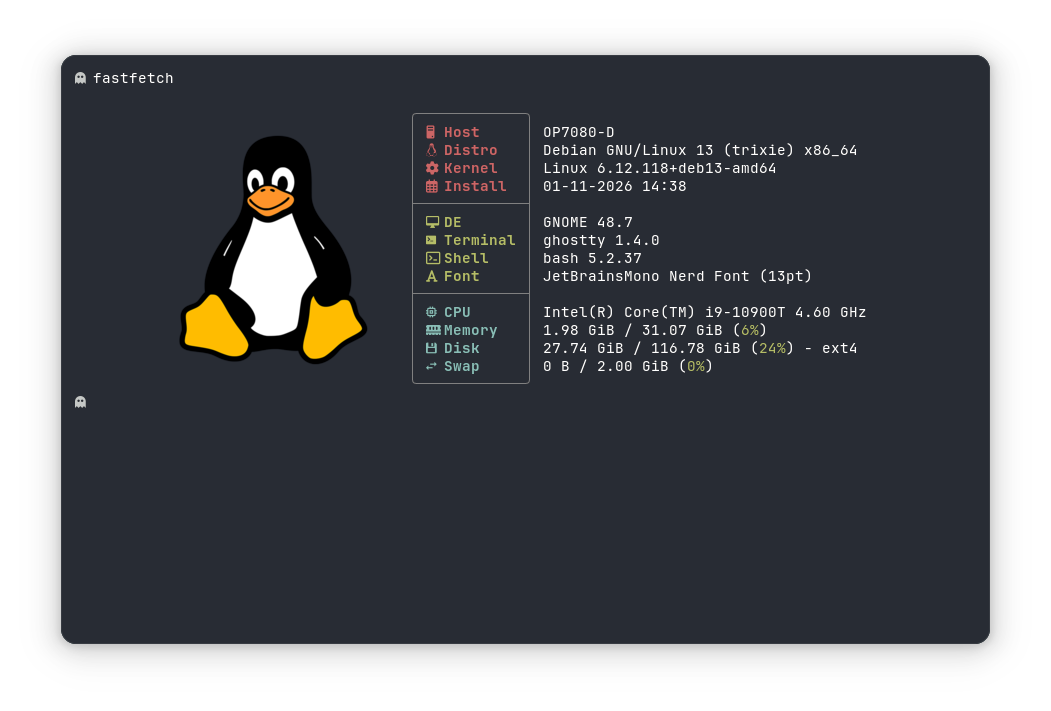 fastfetch
Host OP7080-D
Distro Debian GNU/Linux 13 (trixie) x86_64
Kernel Linux 6.12.118+deb13-amd64
Install 01-11-2026 14:38
DE GNOME 48.7
Terminal ghostty 1.4.0
Shell bash 5.2.37
Font JetBrainsMono Nerd Font (13pt)
CPU Intel(R) Core(TM) i9-10900T 4.60 GHz
Memory 1.98 GiB / 31.07 GiB (6%)
Disk 27.74 GiB / 116.78 GiB (24%) - ext4
Swap 0 B / 2.00 GiB (0%)